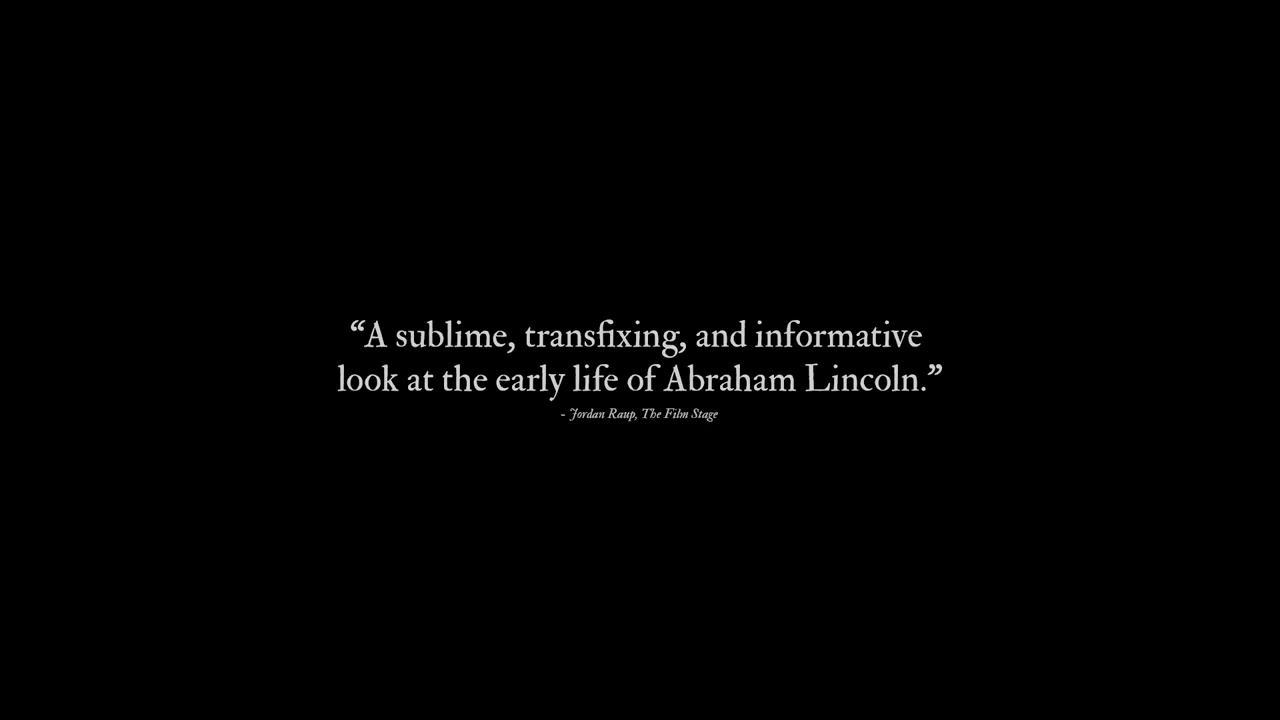 “A sublime, transfixing, and informative
look at the early life of Abraham Lincoln.”
- Jordan Raup, The Film Stage